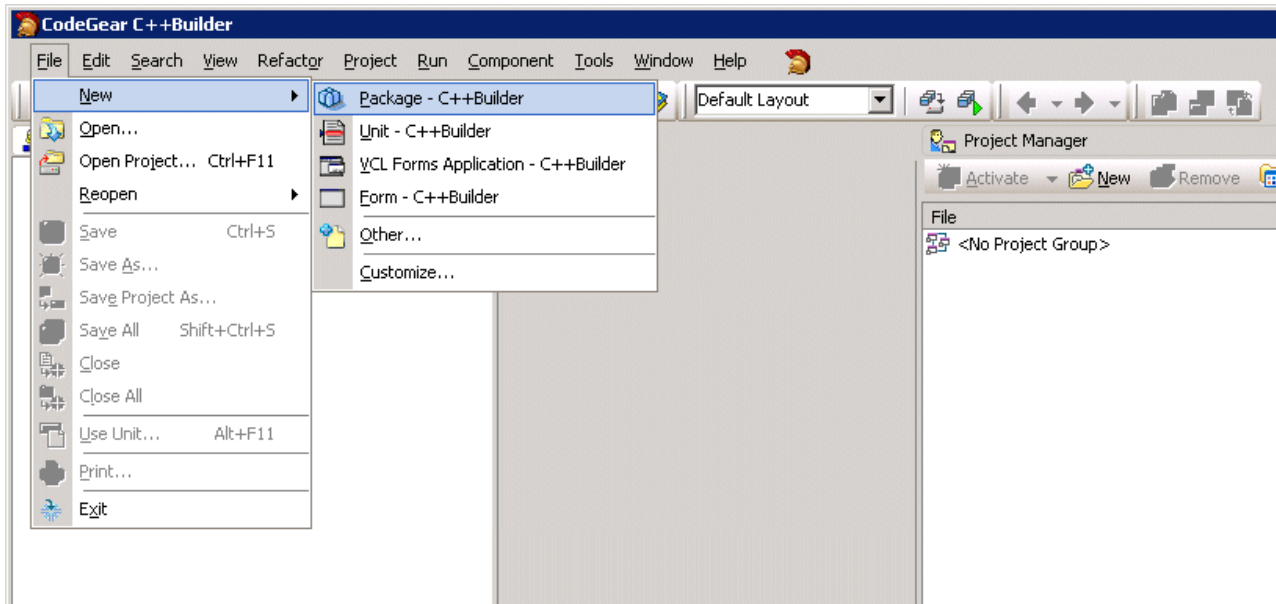 CodeGear C++Builder
File Edit Search View Refactor Project Run Component Tools Window Help
New
Package - C++Builder
Default Layout
Open...
Unit - C++Builder
Project Manager
Open Project... Ctrl+F11
VCL Forms Application - C++Builder
Activate New Remove
Reopen
Form - C++Builder
File
Save Ctrl+S
Other...
<No Project Group>
Save As...
Customize...
Save Project As...
Save All Shift+Ctrl+S
Close
Close All
Use Unit... Alt+F11
Print...
Exit